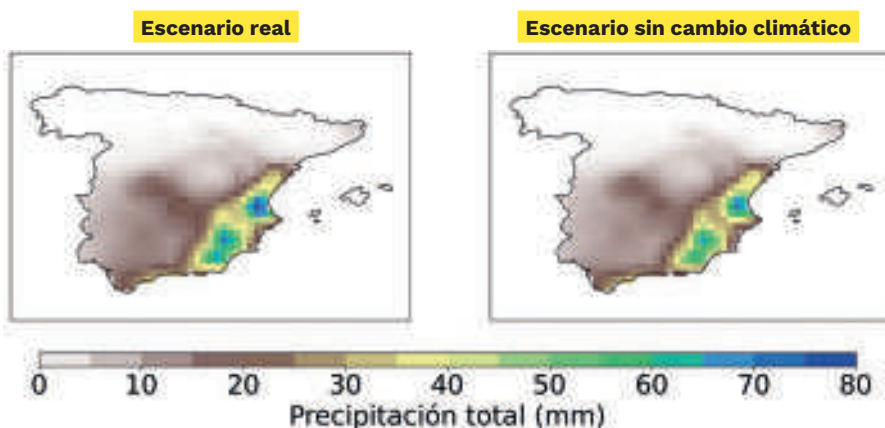 Escenario real
Escenario sin cambio climático
0 10 20 30 40 50 60 70 80
Precipitación total (mm)